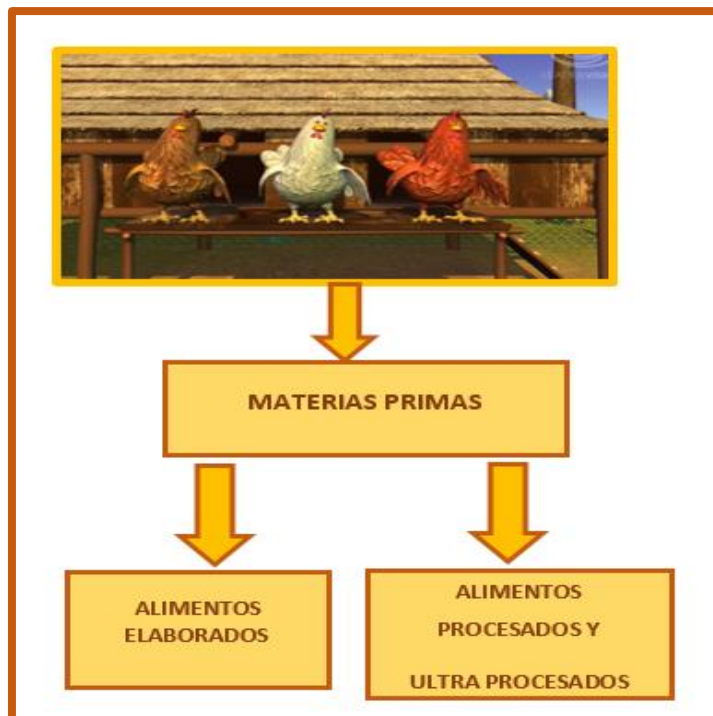 MATERIAS PRIMAS
ALIMENTOS
ELABORADOS
ALIMENTOS
PROCESADOS Y
ULTRA PROCESADOS